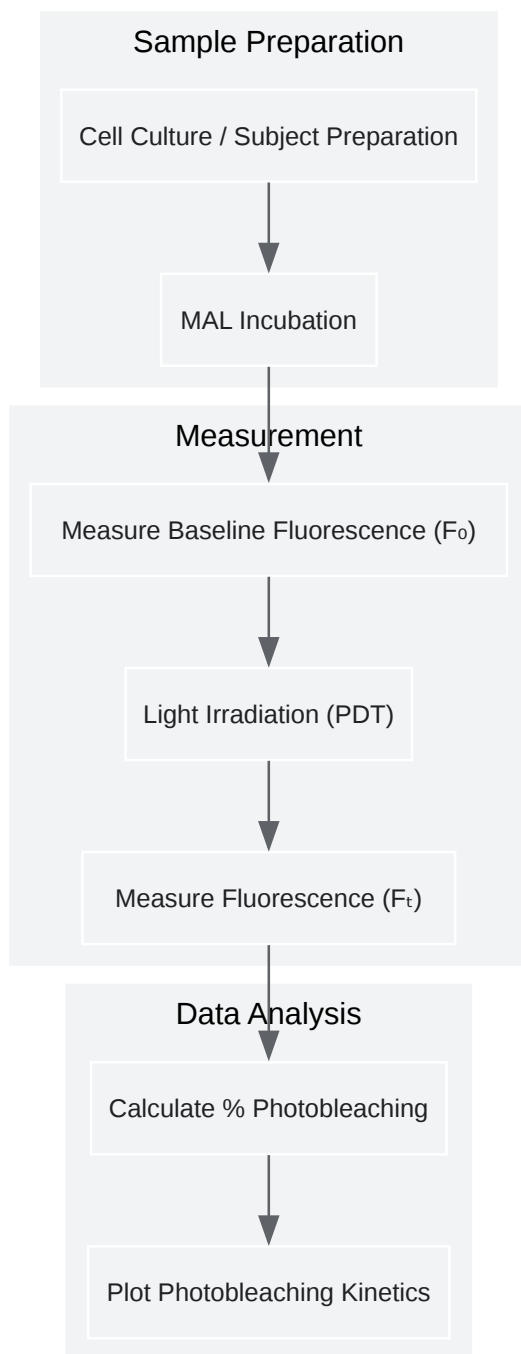 Sample Preparation
Cell Culture / Subject Preparation
MAL Incubation
Measurement
Measure Baseline Fluorescence (F₀)
Light Irradiation (PDT)
Measure Fluorescence (Fₜ)
Data Analysis
Calculate % Photobleaching
Plot Photobleaching Kinetics